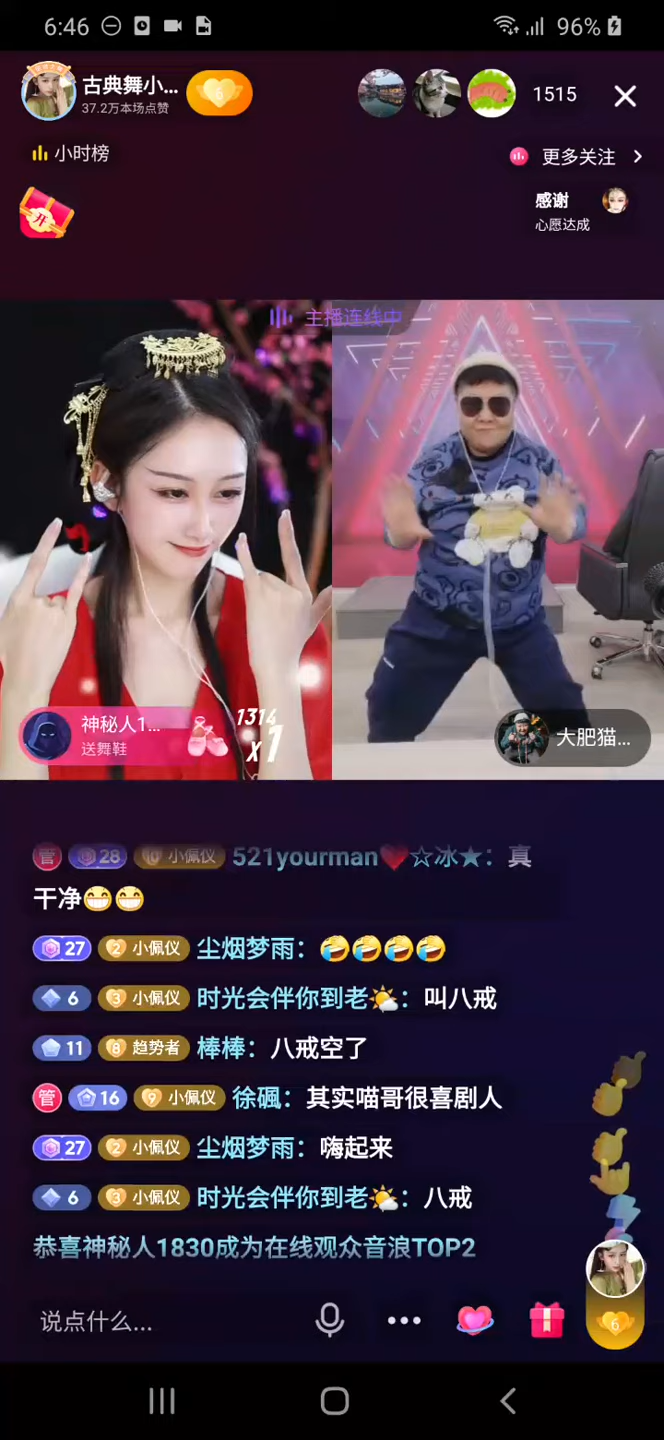 6:46
96%
古典舞小...
37.2万本场点赞
6
1515
小时榜
更多关注
开
感谢
心愿达成
主播连线中
神秘人1...
送舞鞋
1314
x1
大肥猫...
管 28 10 小佩仪 521yourman❤️☆冰★：真
干净😁😁
27 2 小佩仪 尘烟梦雨：🤣🤣🤣🤣
6 3 小佩仪 时光会伴你到老🌤️：叫八戒
11 8 趋势者 棒棒：八戒空了
管 16 9 小佩仪 徐碸：其实喵哥很喜剧人
27 2 小佩仪 尘烟梦雨：嗨起来
6 3 小佩仪 时光会伴你到老🌤️：八戒
恭喜神秘人1830成为在线观众音浪TOP2
说点什么...
6